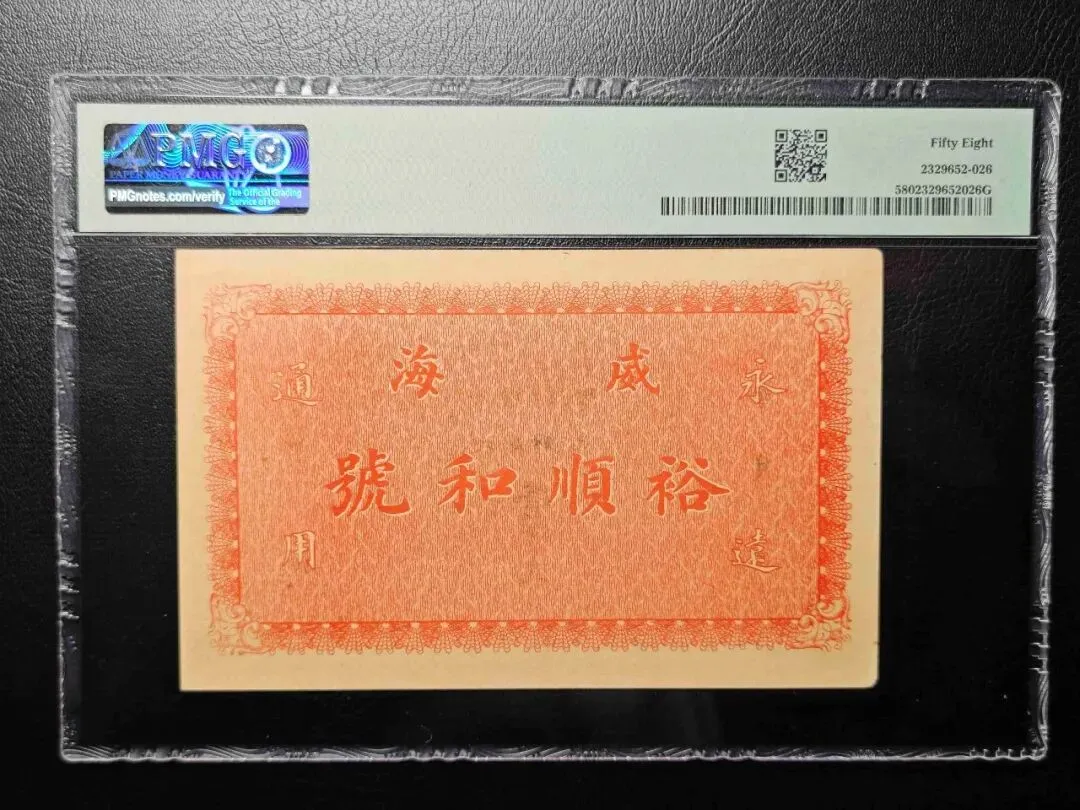 PMG
PAPER MONEY GUARANTY
PMGnotes.com/verify
The Official Grading
Service of the
Fifty Eight
2329652-026
5802329652026G
威海
裕順和號
永遠
通用